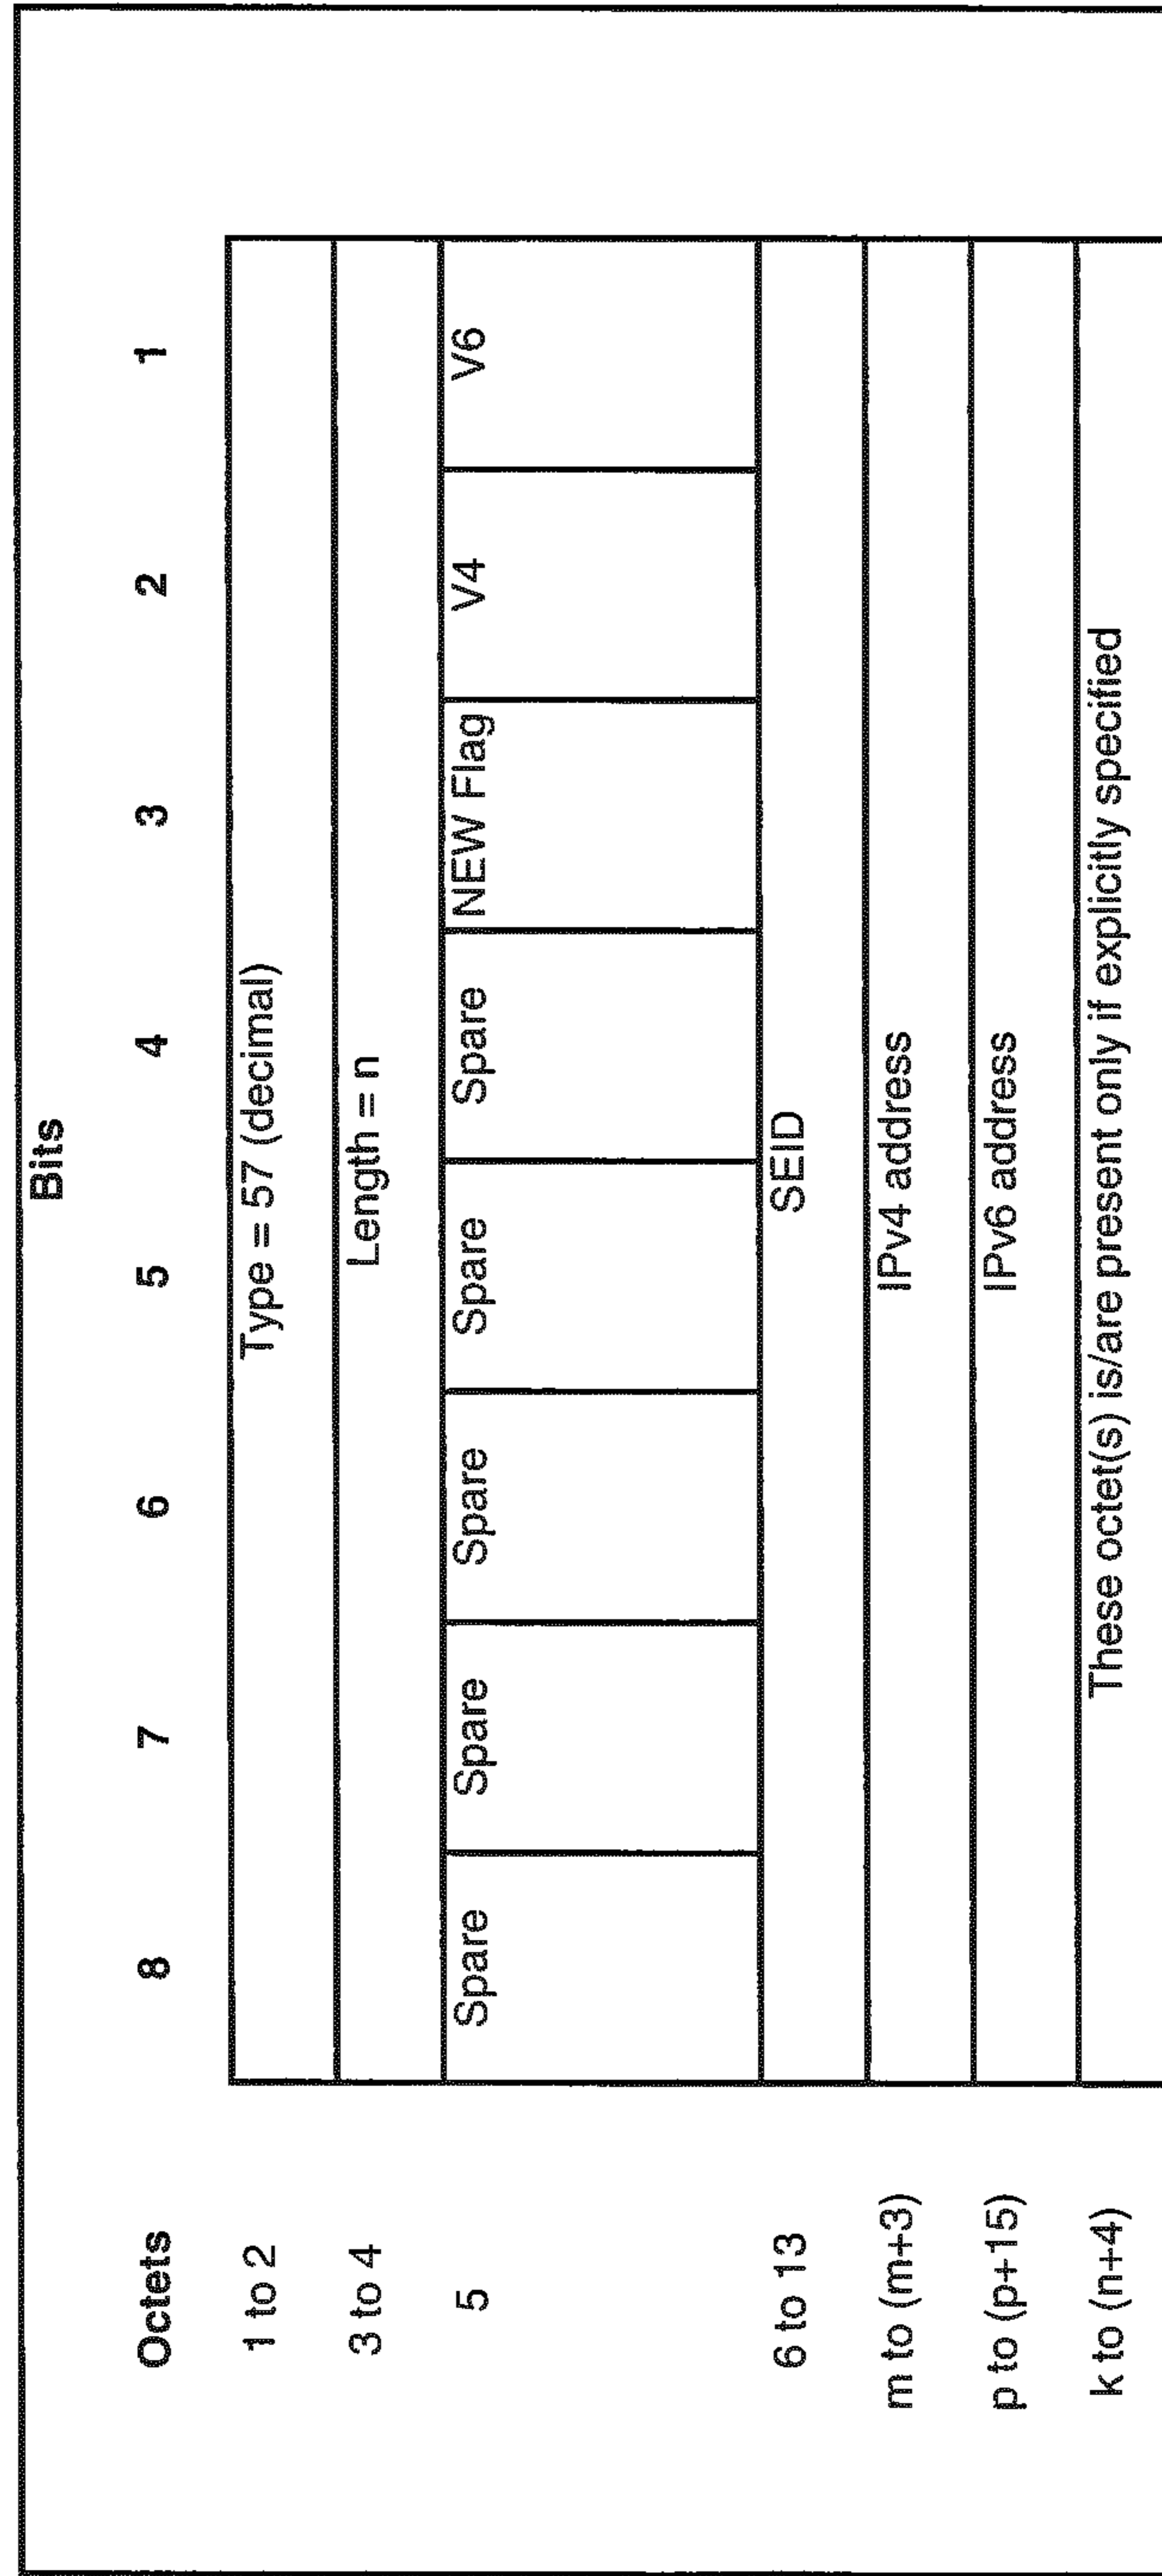 Bits
Octets 8 7 6 5 4 3 2 1
1 to 2 Type = 57 (decimal)
3 to 4 Length = n
5 Spare Spare Spare Spare Spare NEW Flag V4 V6
6 to 13 SEID
m to (m+3) IPv4 address
p to (p+15) IPv6 address
k to (n+4) These octet(s) is/are present only if explicitly specified